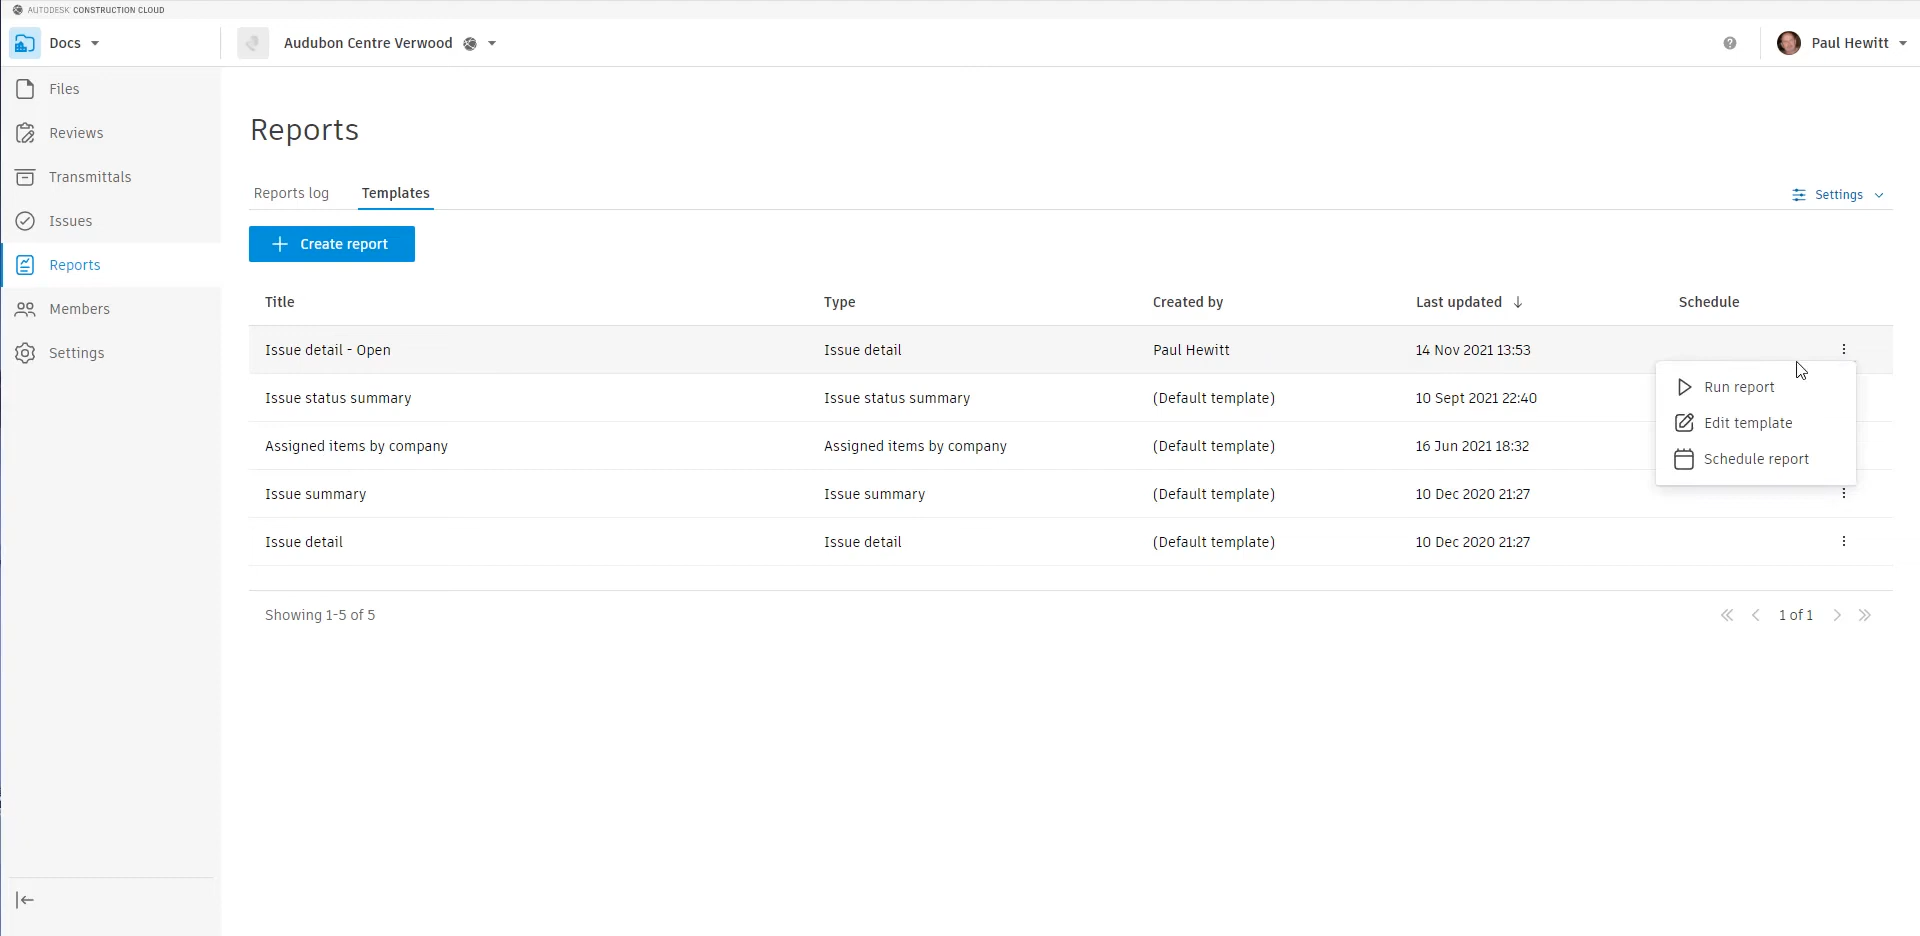 AUTODESK CONSTRUCTION CLOUD
Docs
Audubon Centre Verwood
Paul Hewitt
Files
Reviews
Transmittals
Issues
Reports
Members
Settings
Reports
Reports log
Templates
Settings
Create report
Title Type Created by Last updated Schedule
Issue detail - Open Issue detail Paul Hewitt 14 Nov 2021 13:53
Issue status summary Issue status summary (Default template) 10 Sept 2021 22:40
Assigned items by company Assigned items by company (Default template) 16 Jun 2021 18:32
Issue summary Issue summary (Default template) 10 Dec 2020 21:27
Issue detail Issue detail (Default template) 10 Dec 2020 21:27
Run report
Edit template
Schedule report
Showing 1-5 of 5
1 of 1